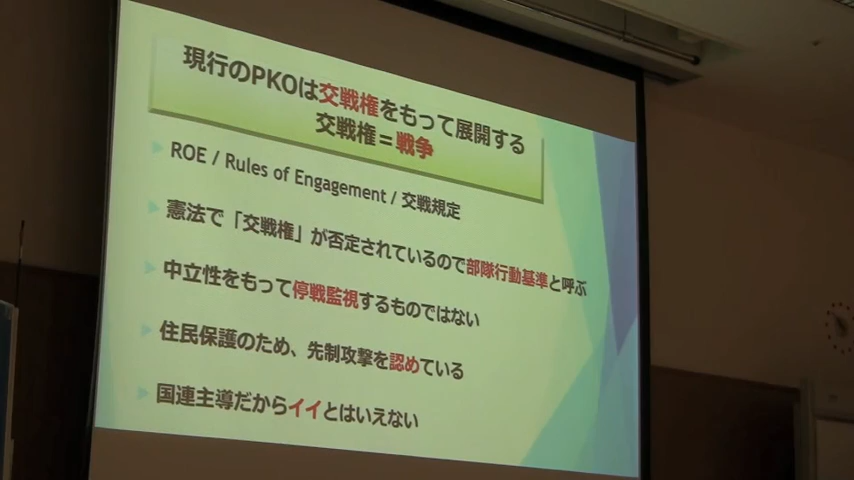 現行のPKOは交戦権をもって展開する
交戦権＝戦争
ROE / Rules of Engagement / 交戦規定
憲法で「交戦権」が否定されているので部隊行動基準と呼ぶ
中立性をもって停戦監視するものではない
住民保護のため、先制攻撃を認めている
国連主導だからイイとはいえない